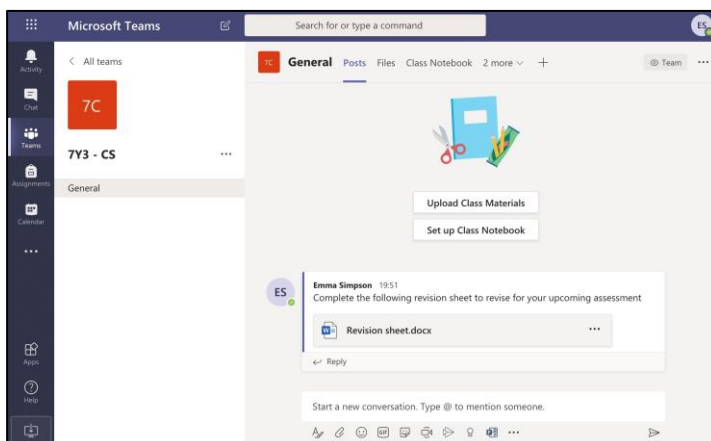 Microsoft Teams
Search for or type a command
ES
Activity
Chat
Teams
Assignments
Calendar
Apps
Help
All teams
7C
7Y3 - CS
General
7C General Posts Files Class Notebook 2 more + Team
Upload Class Materials
Set up Class Notebook
ES
Emma Simpson 19:51
Complete the following revision sheet to revise for your upcoming assessment
Revision sheet.docx
Reply
Start a new conversation. Type @ to mention someone.
GIF